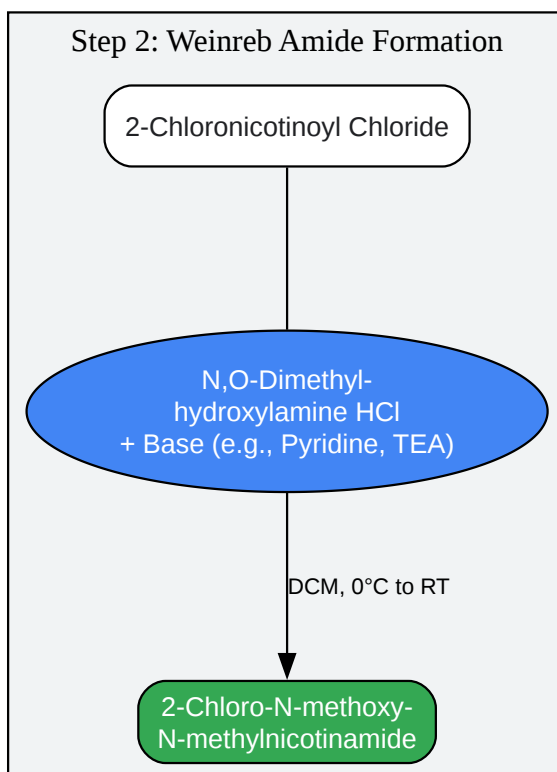 Step 2: Weinreb Amide Formation
2-Chloronicotinoyl Chloride
N,O-Dimethyl-
hydroxylamine HCl
+ Base (e.g., Pyridine, TEA)
DCM, 0°C to RT
2-Chloro-N-methoxy-
N-methylnicotinamide